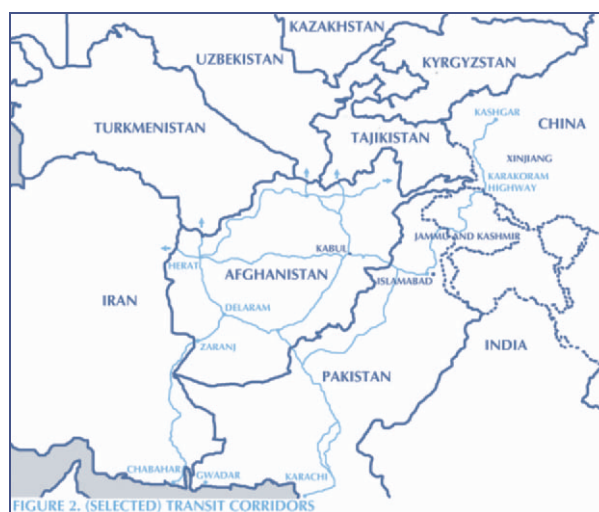 KAZAKHSTAN
UZBEKISTAN
KYRGYZSTAN
KASHGAR
TURKMENISTAN
CHINA
TAJIKISTAN
XINJIANG
KARAKORAM
HIGHWAY
JAMMU AND KASHMIR
KABUL
HERAT
AFGHANISTAN
ISLAMABAD
IRAN
DELARAM
ZARANJ
INDIA
PAKISTAN
CHABAHAR
GWADAR
KARACHI
FIGURE 2. (SELECTED) TRANSIT CORRIDORS